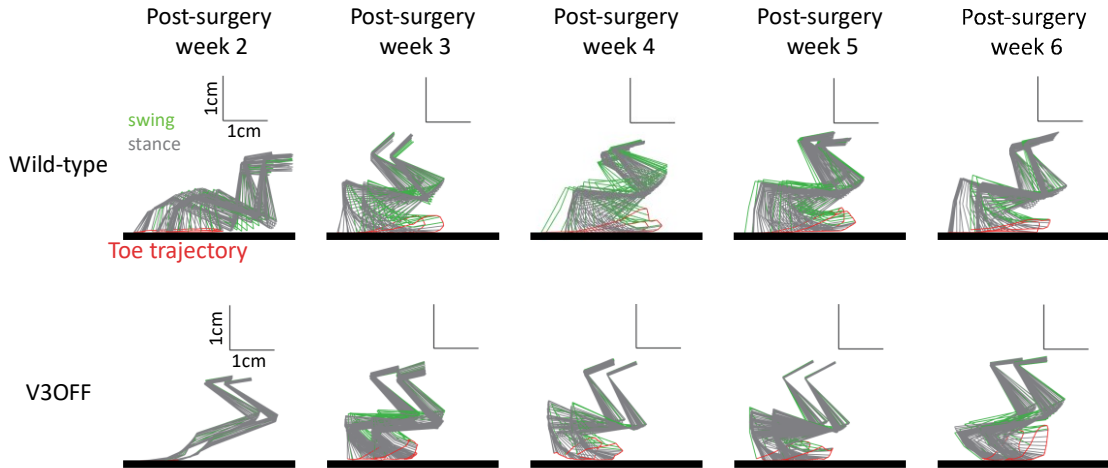 Post-surgery
week 2
Post-surgery
week 3
Post-surgery
week 4
Post-surgery
week 5
Post-surgery
week 6
1cm
1cm
swing
stance
Wild-type
Toe trajectory
1cm
1cm
V3OFF